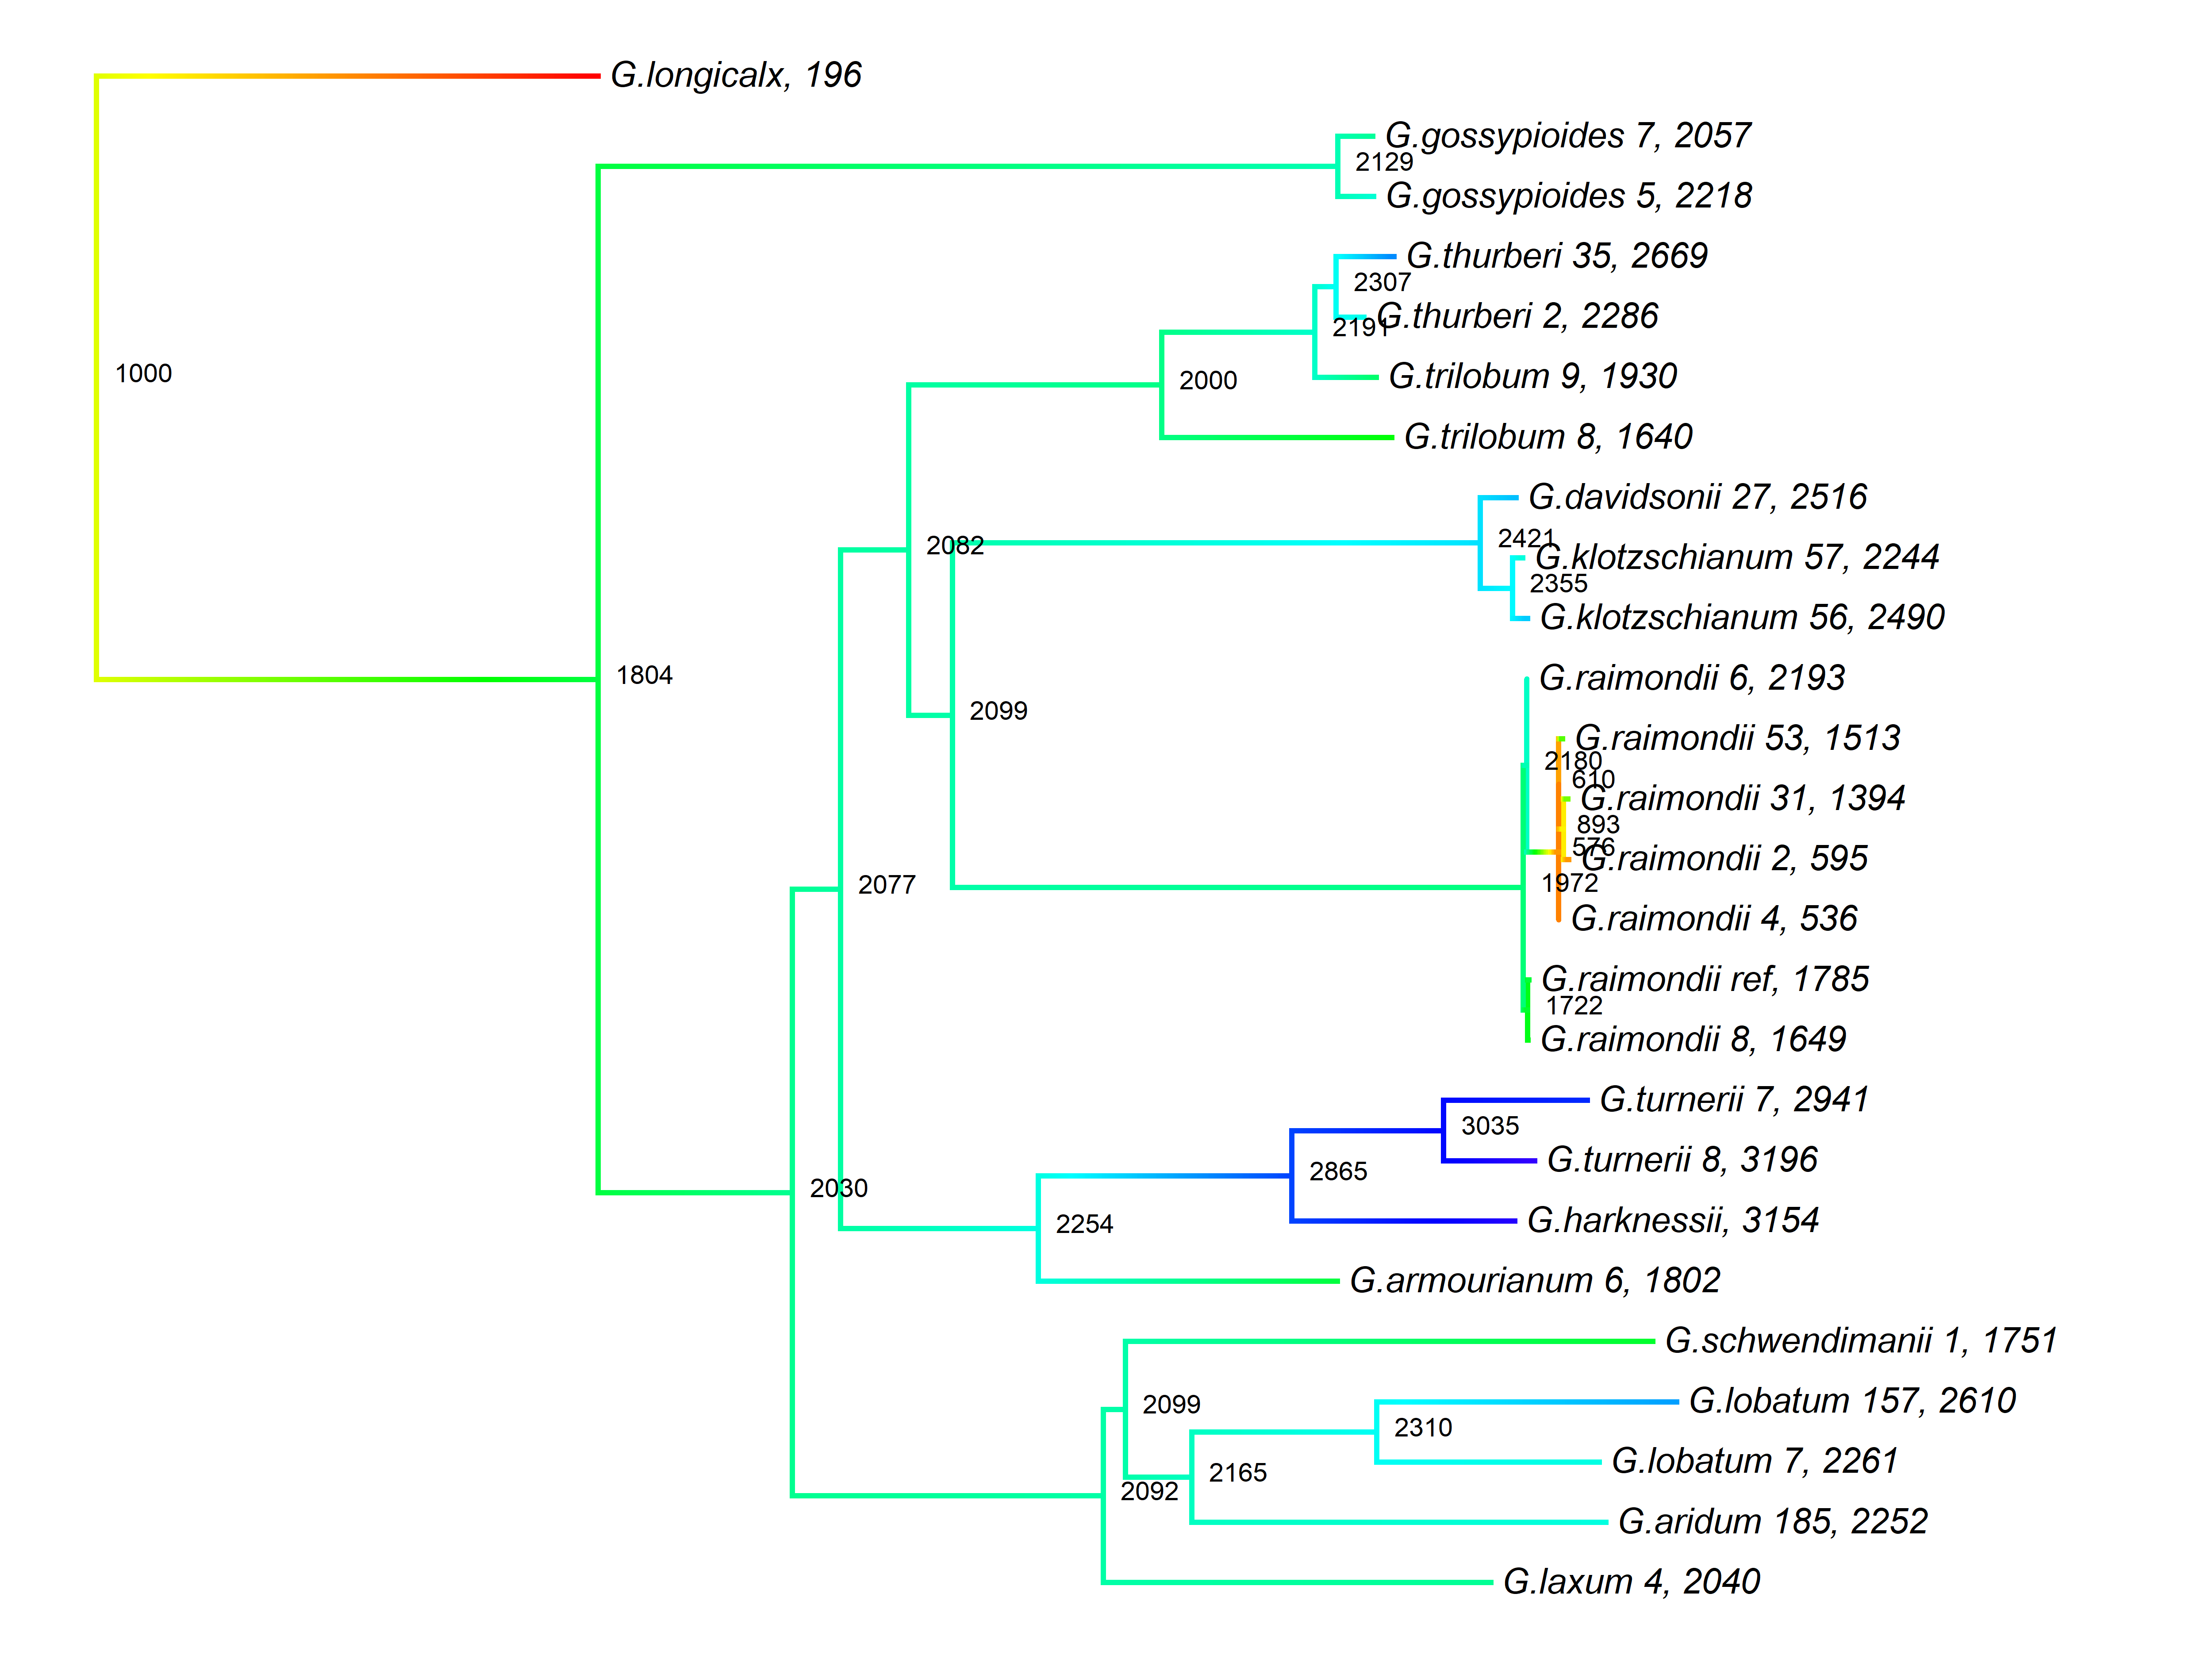 G.longicalx, 196
G.gossypioides 7, 2057
2129
G.gossypioides 5, 2218
G.thurberi 35, 2669
2307
G.thurberi 2, 2286
2191
1000
G.trilobum 9, 1930
2000
G.trilobum 8, 1640
G.davidsonii 27, 2516
2421
2082
G.klotzschianum 57, 2244
2355
G.klotzschianum 56, 2490
1804
G.raimondii 6, 2193
2099
G.raimondii 53, 1513
2180
610
G.raimondii 31, 1394
893
576
G.raimondii 2, 595
2077
1972
G.raimondii 4, 536
G.raimondii ref, 1785
1722
G.raimondii 8, 1649
G.turnerii 7, 2941
3035
G.turnerii 8, 3196
2865
2030
G.harknessii, 3154
2254
G.armourianum 6, 1802
G.schwendimanii 1, 1751
G.lobatum 157, 2610
2099
2310
G.lobatum 7, 2261
2165
2092
G.aridum 185, 2252
G.laxum 4, 2040